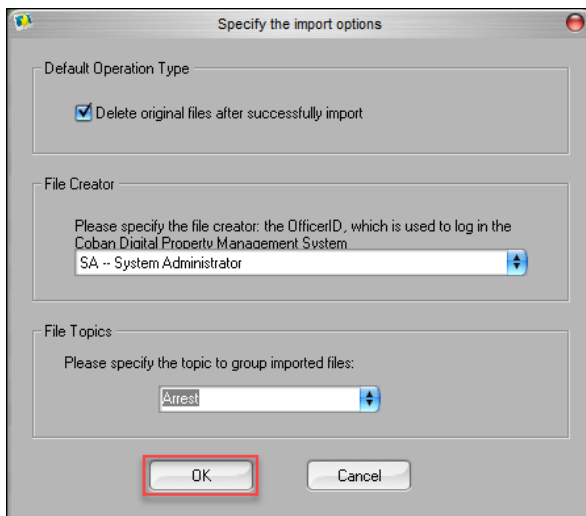 Specify the import options
Default Operation Type
Delete original files after successfully import
File Creator
Please specify the file creator: the OfficerID, which is used to log in the
Coban Digital Property Management System
SA -- System Administrator
File Topics
Please specify the topic to group imported files:
Arrest
OK Cancel